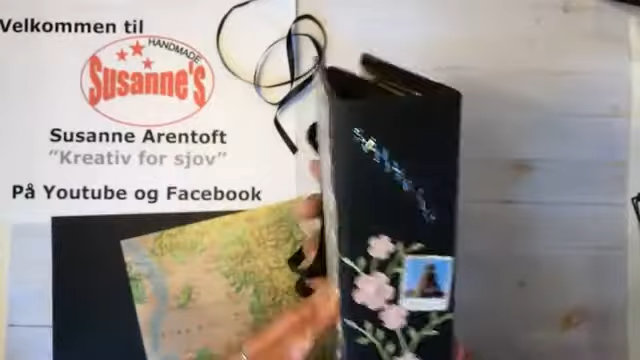 Velkommen til
HANDMADE
Susanne's
Susanne Arentoft
“Kreativ for sjov”
På Youtube og Facebook